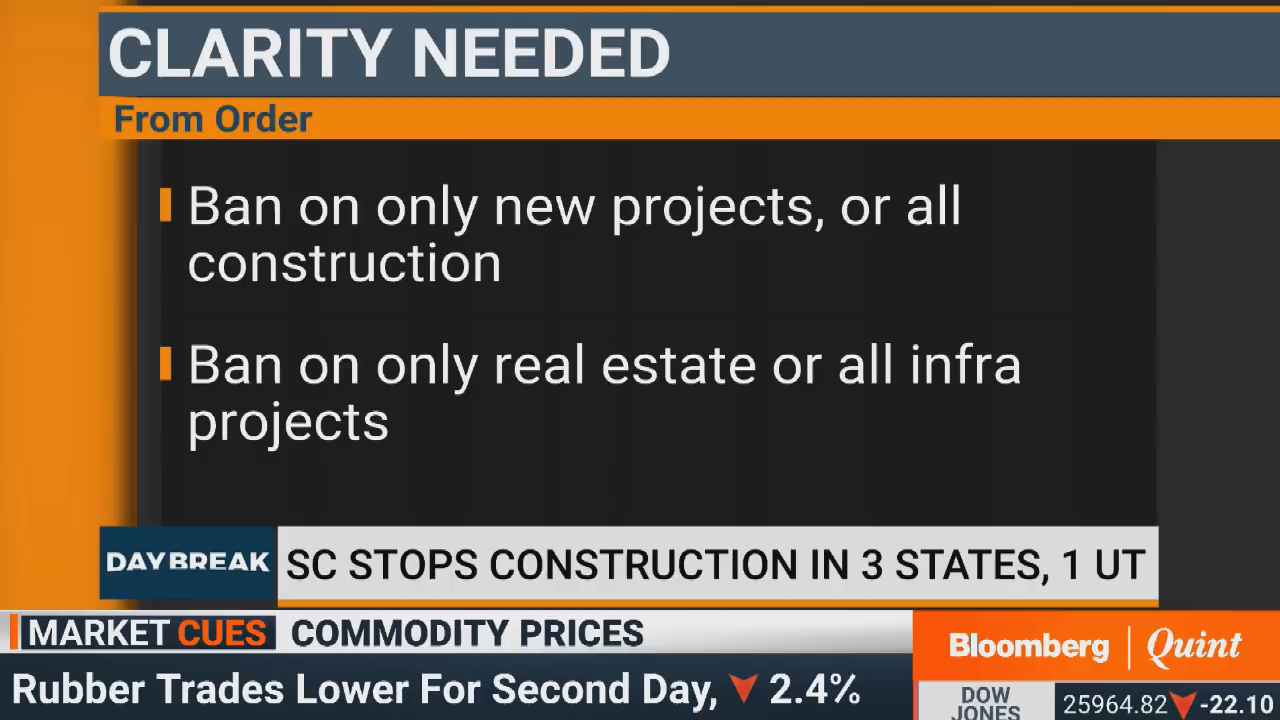 CLARITY NEEDED
From Order
Ban on only new projects, or all
construction
Ban on only real estate or all infra
projects
DAYBREAK
SC STOPS CONSTRUCTION IN 3 STATES, 1 UT
MARKET CUES COMMODITY PRICES
Rubber Trades Lower For Second Day, 2.4%
Bloomberg | Quint
DOW
JONES
25964.82 -22.10